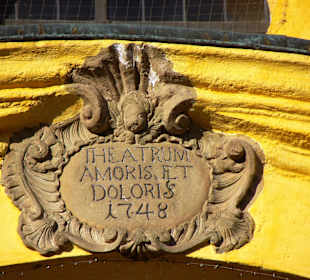 THEATRUM
AMORIS, ET
DOLORIS
1748